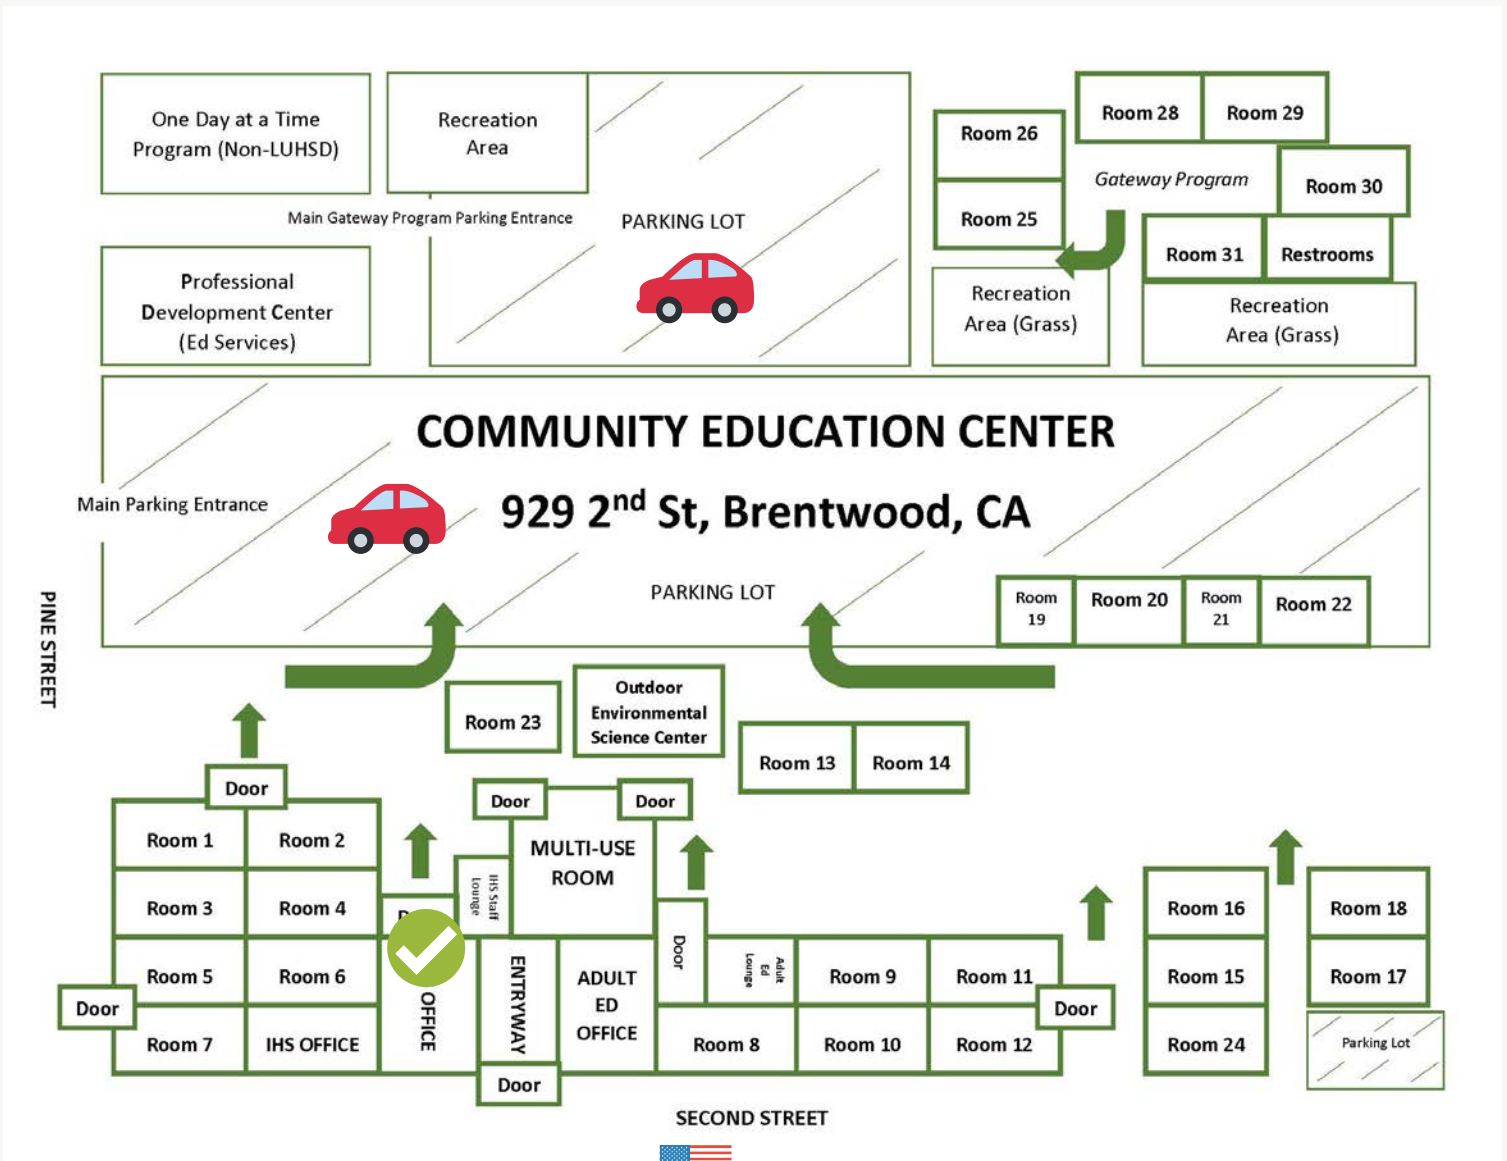 One Day at a Time
Program (Non-LUHSD)
Recreation
Area
Room 26
Room 28
Room 29
Gateway Program
Room 30
Main Gateway Program Parking Entrance
PARKING LOT
Room 25
Room 31
Restrooms
Professional
Development Center
(Ed Services)
Recreation
Area (Grass)
Recreation
Area (Grass)
COMMUNITY EDUCATION CENTER
Main Parking Entrance
929 2nd St, Brentwood, CA
PARKING LOT
Room
19
Room 20
Room
21
Room 22
PINE STREET
Room 23
Outdoor
Environmental
Science Center
Room 13
Room 14
Door
Door
Door
Room 1
Room 2
MULTI-USE
ROOM
IHS Staff
Lounge
Room 3
Room 4
Room 16
Room 18
Room 5
Room 6
OFFICE
ENTRYWAY
ADULT
ED
OFFICE
Door
Adult
Ed
Lounge
Room 9
Room 11
Room 15
Room 17
Door
Door
Room 7
IHS OFFICE
Room 8
Room 10
Room 12
Room 24
Parking Lot
Door
SECOND STREET